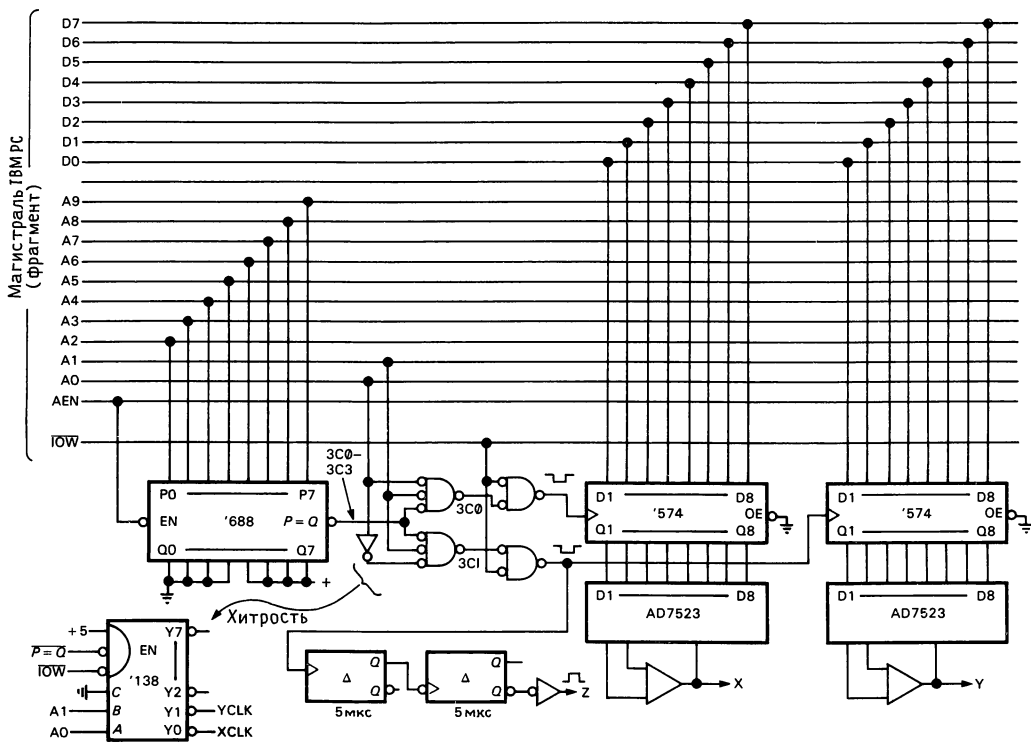 Магистраль IBM PC
(фрагмент)
D7
D6
D5
D4
D3
D2
D1
D0
A9
A8
A7
A6
A5
A4
A3
A2
A1
A0
AEN
IOW
3C0–
3C3
P0 P7
EN '688 P = Q
Q0 Q7
+
3C0
3C1
D1 D8
'574 OE
Q1 Q8
D1 D8
'574 OE
Q1 Q8
D1 D8
AD7523
D1 D8
AD7523
X
Y
Хитрость
+5 Y7
P=Q EN
IOW
'138
C Y2
A1 B Y1 YCLK
A0 A Y0 XCLK
Δ Q
Q
5 мкс
Δ Q
Q
5 мкс
Z